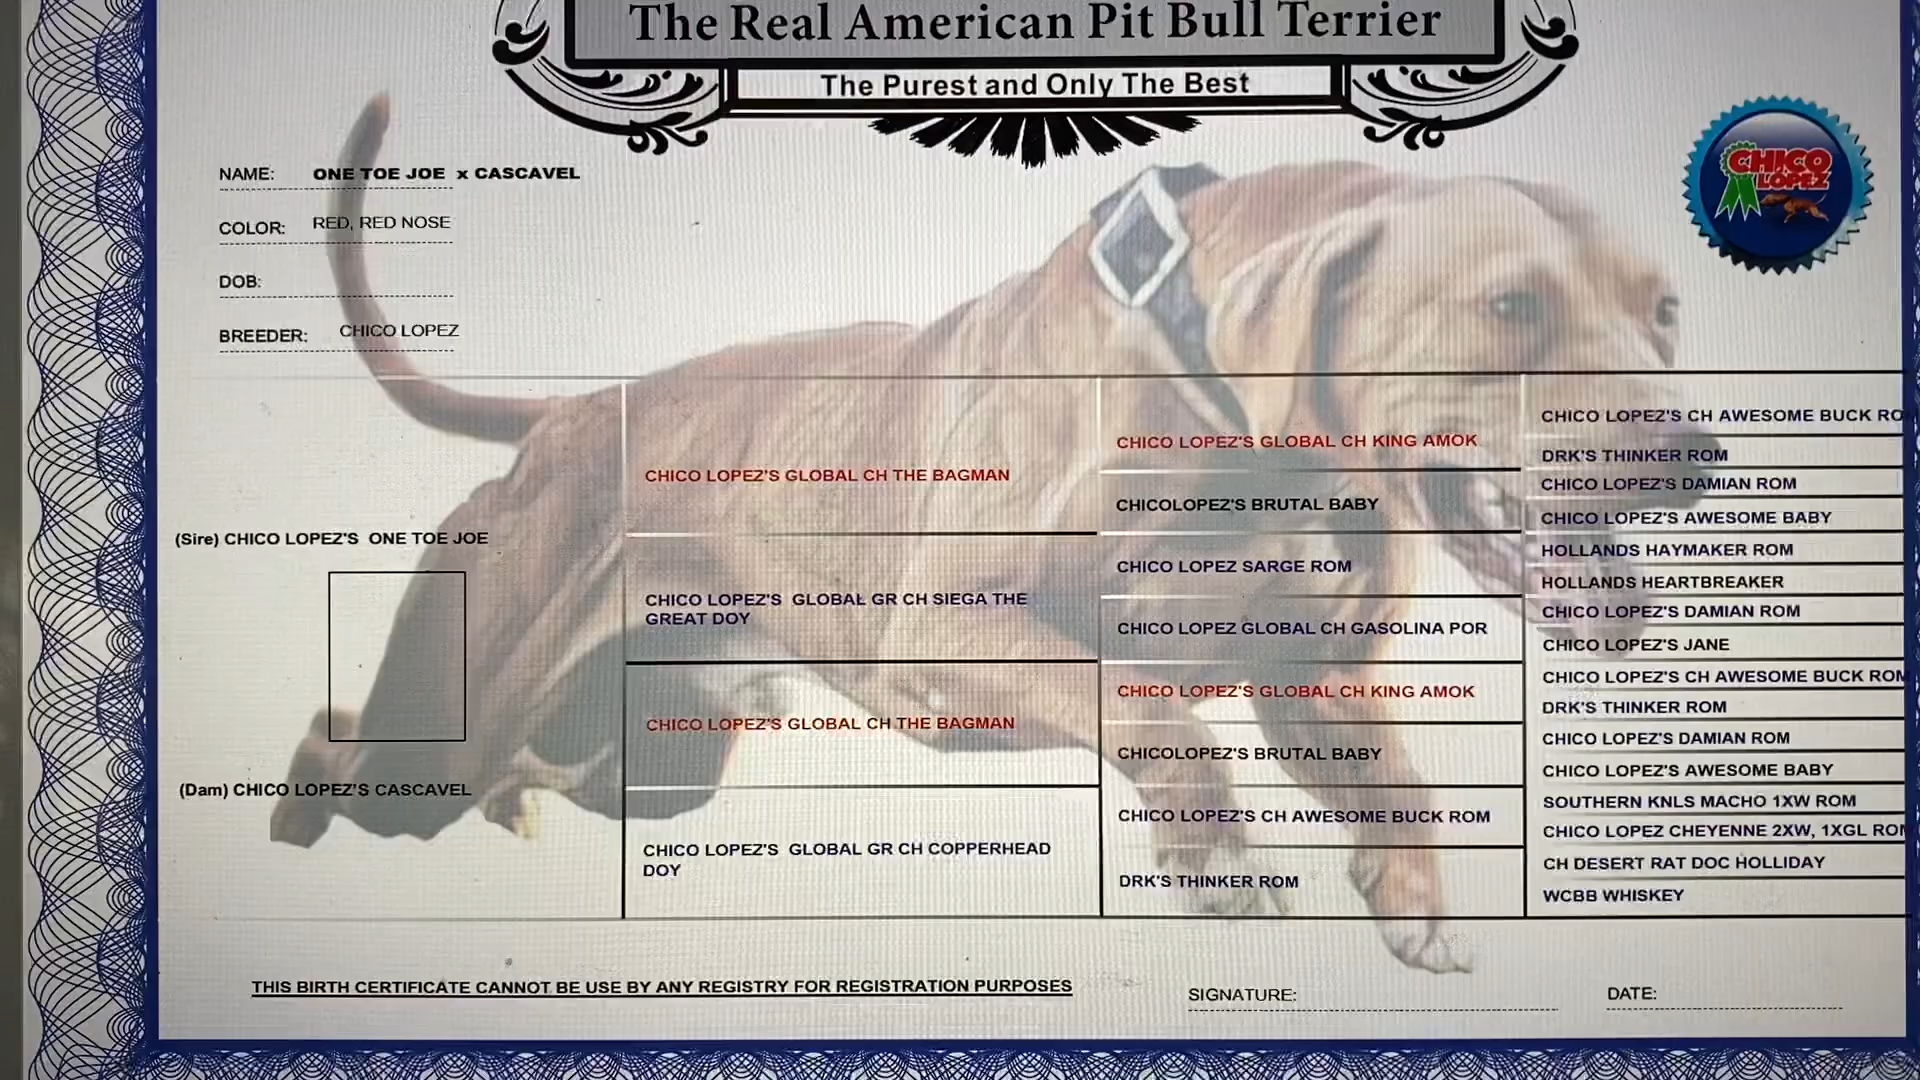 The Real American Pit Bull Terrier
The Purest and Only The Best
CHICO
LOPEZ
NAME: ONE TOE JOE x CASCAVEL
COLOR: RED, RED NOSE
DOB:
BREEDER: CHICO LOPEZ
(Sire) CHICO LOPEZ'S ONE TOE JOE
(Dam) CHICO LOPEZ'S CASCAVEL
CHICO LOPEZ'S GLOBAL CH THE BAGMAN
CHICO LOPEZ'S GLOBAL GR CH SIEGA THE
GREAT DOY
CHICO LOPEZ'S GLOBAL CH THE BAGMAN
CHICO LOPEZ'S GLOBAL GR CH COPPERHEAD
DOY
CHICO LOPEZ'S GLOBAL CH KING AMOK
CHICOLOPEZ'S BRUTAL BABY
CHICO LOPEZ SARGE ROM
CHICO LOPEZ GLOBAL CH GASOLINA POR
CHICO LOPEZ'S GLOBAL CH KING AMOK
CHICOLOPEZ'S BRUTAL BABY
CHICO LOPEZ'S CH AWESOME BUCK ROM
DRK'S THINKER ROM
CHICO LOPEZ'S CH AWESOME BUCK RO
DRK'S THINKER ROM
CHICO LOPEZ'S DAMIAN ROM
CHICO LOPEZ'S AWESOME BABY
HOLLANDS HAYMAKER ROM
HOLLANDS HEARTBREAKER
CHICO LOPEZ'S DAMIAN ROM
CHICO LOPEZ'S JANE
CHICO LOPEZ'S CH AWESOME BUCK ROM
DRK'S THINKER ROM
CHICO LOPEZ'S DAMIAN ROM
CHICO LOPEZ'S AWESOME BABY
SOUTHERN KNLS MACHO 1XW ROM
CHICO LOPEZ CHEYENNE 2XW, 1XGL ROM
CH DESERT RAT DOC HOLLIDAY
WCBB WHISKEY
THIS BIRTH CERTIFICATE CANNOT BE USE BY ANY REGISTRY FOR REGISTRATION PURPOSES
SIGNATURE:
DATE: